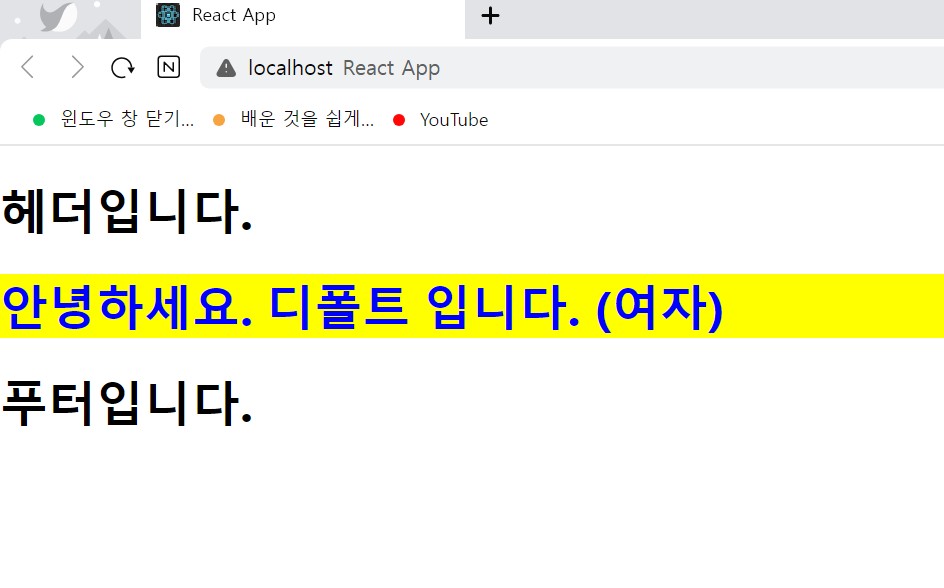 React App
N
localhost React App
윈도우 창 닫기... 배운 것을 쉽게... YouTube
헤더입니다.
안녕하세요. 디폴트 입니다. (여자)
푸터입니다.